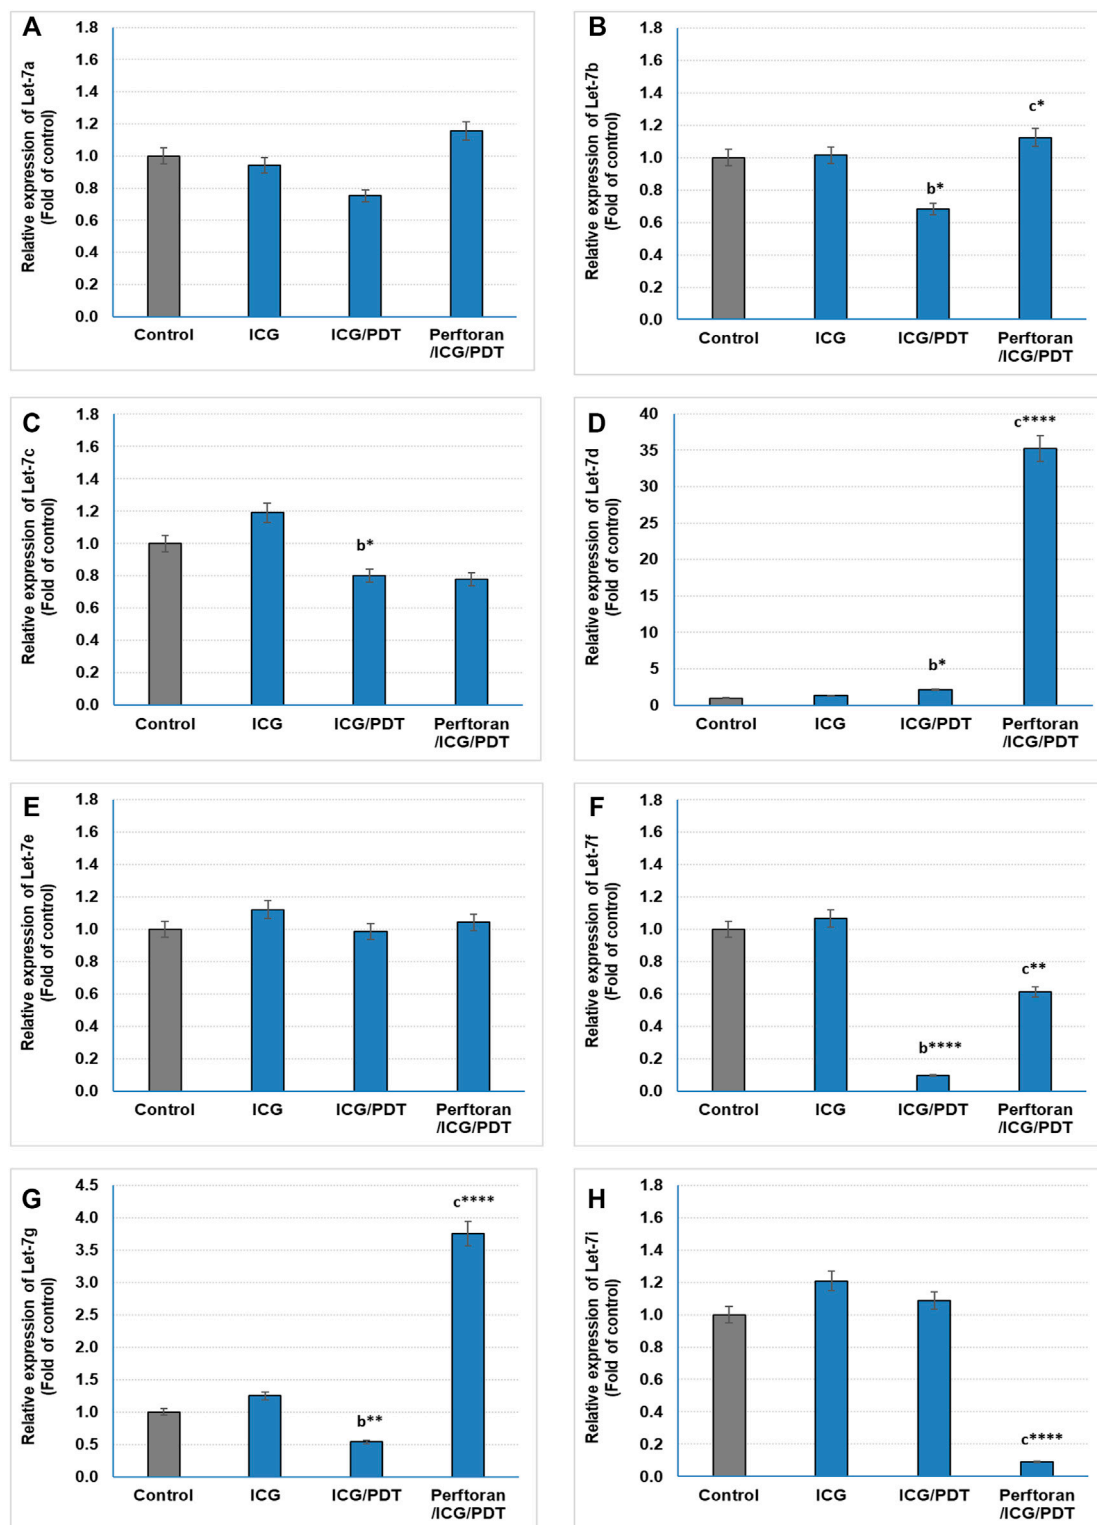 A
Relative expression of Let-7a
(Fold of control)
1.8
1.6
1.4
1.2
1.0
0.8
0.6
0.4
0.2
0.0
Control ICG ICG/PDT Perftoran
/ICG/PDT
B
Relative expression of Let-7b
(Fold of control)
1.8
1.6
1.4
1.2
1.0
0.8
0.6
0.4
0.2
0.0
b*
c*
Control ICG ICG/PDT Perftoran
/ICG/PDT
C
Relative expression of Let-7c
(Fold of control)
1.8
1.6
1.4
1.2
1.0
0.8
0.6
0.4
0.2
0.0
b*
Control ICG ICG/PDT Perftoran
/ICG/PDT
D
Relative expression of Let-7d
(Fold of control)
40
35
30
25
20
15
10
5
0
b*
c****
Control ICG ICG/PDT Perftoran
/ICG/PDT
E
Relative expression of Let-7e
(Fold of control)
1.8
1.6
1.4
1.2
1.0
0.8
0.6
0.4
0.2
0.0
Control ICG ICG/PDT Perftoran
/ICG/PDT
F
Relative expression of Let-7f
(Fold of control)
1.8
1.6
1.4
1.2
1.0
0.8
0.6
0.4
0.2
0.0
b****
c**
Control ICG ICG/PDT Perftoran
/ICG/PDT
G
Relative expression of Let-7g
(Fold of control)
4.5
4.0
3.5
3.0
2.5
2.0
1.5
1.0
0.5
0.0
b**
c****
Control ICG ICG/PDT Perftoran
/ICG/PDT
H
Relative expression of Let-7i
(Fold of control)
1.8
1.6
1.4
1.2
1.0
0.8
0.6
0.4
0.2
0.0
c****
Control ICG ICG/PDT Perftoran
/ICG/PDT